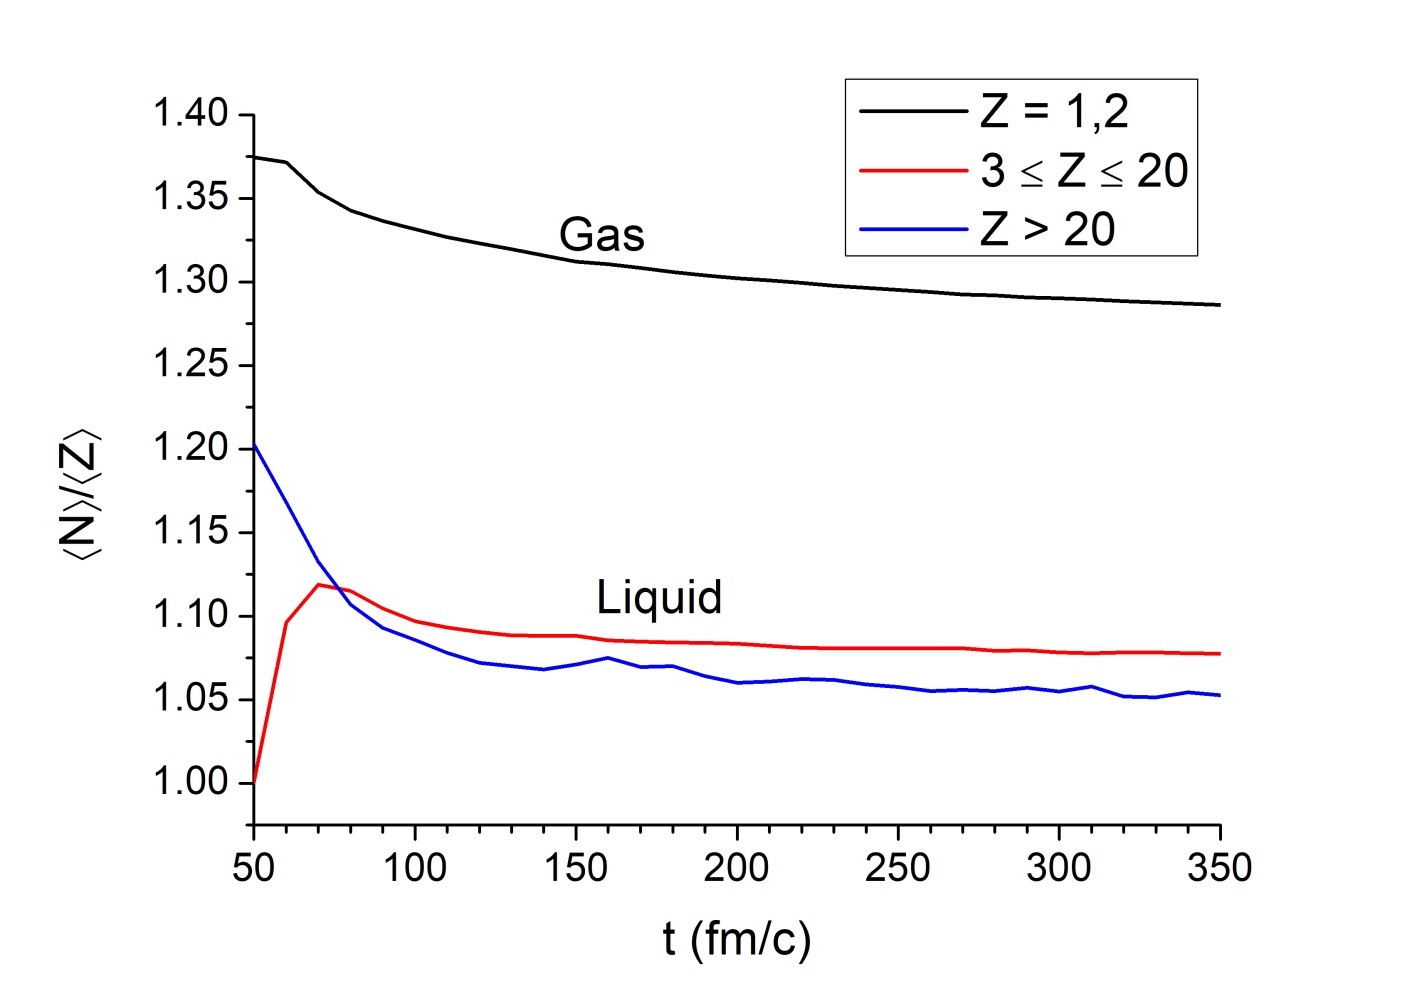 Z = 1,2
3 ≤ Z ≤ 20
Z > 20
1.40
1.35
1.30
1.25
1.20
1.15
1.10
1.05
1.00
Gas
Liquid
⟨N⟩/⟨Z⟩
50 100 150 200 250 300 350
t (fm/c)